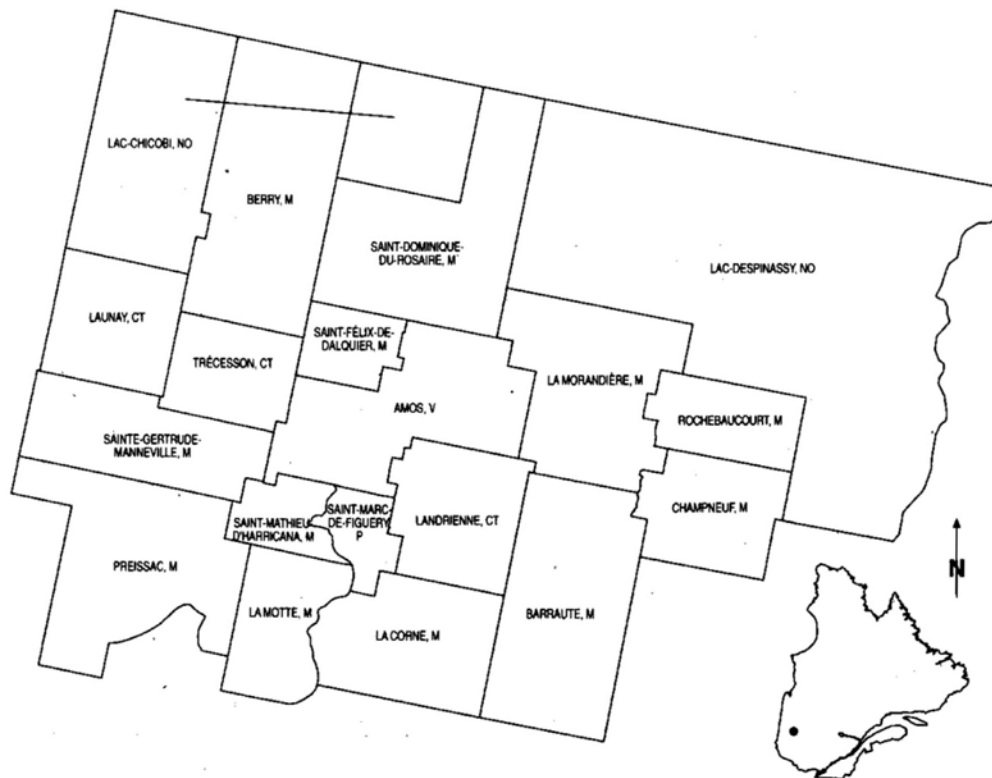 LAC-CHICOBI, NO
BERRY, M
SAINT-DOMINIQUE-
DU-ROSAIRE, M
LAC-DESPINASSY, NO
LAUNAY, CT
SAINT-FÉLIX-DE-
DALQUIER, M
TRÉCESSON, CT
LA MORANDIÈRE, M
AMOS, V
ROCHEBAUCOURT, M
SAINTE-GERTRUDE-
MANNEVILLE, M
CHAMPNEUF, M
SAINT-MATHIEU-
D'HARRICANA, M
SAINT-MARC-
DE-FIGUERY
P
LANDRIENNE, CT
PREISSAC, M
LA MOTTE, M
LA CORNE, M
BARRAUTE, M
N